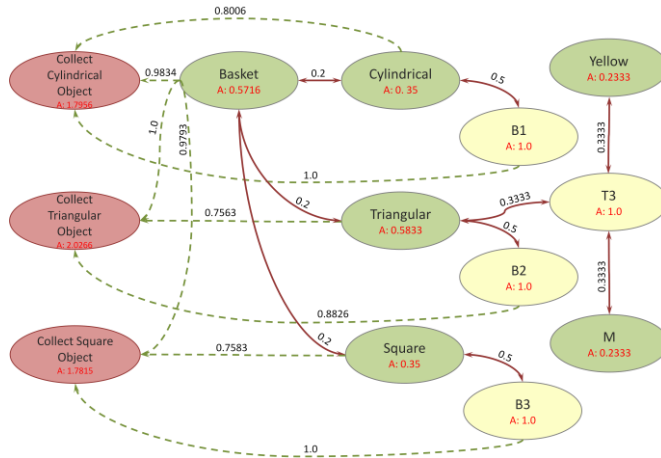 0.8006
Collect
Cylindrical
Object
A: 1.7956
0.9834
Basket
A: 0.5716
0.2
Cylindrical
A: 0. 35
0.5
Yellow
A: 0.2333
1.0
0.9793
B1
A: 1.0
0.3333
1.0
Collect
Triangular
Object
A: 2.0266
0.7563
0.2
Triangular
A: 0.5833
0.3333
T3
A: 1.0
0.5
B2
A: 1.0
0.3333
0.8826
Collect Square
Object
A: 1.7815
0.7583
0.2
Square
A: 0.35
0.5
M
A: 0.2333
B3
A: 1.0
1.0